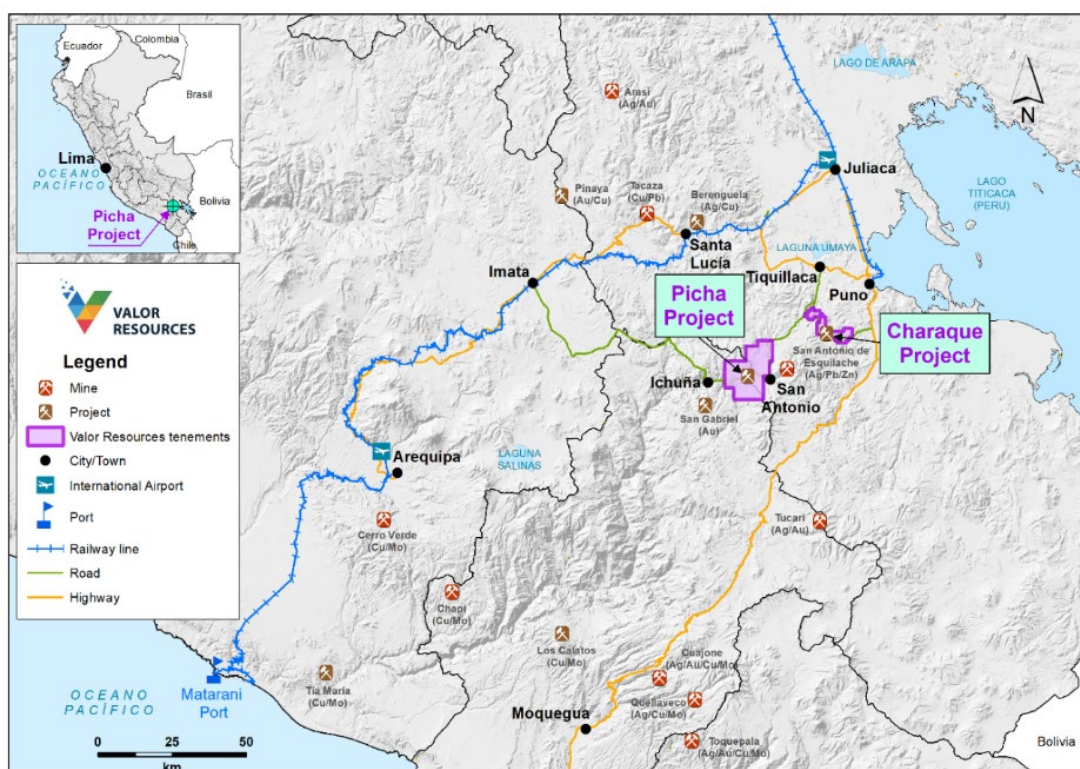 Ecuador
Colombia
Brasil
Lima
OCEANO
PACÍFICO
Bolivia
Picha
Project
Chile
VALOR
RESOURCES
Legend
Mine
Project
Valor Resources tenements
City/Town
International Airport
Port
Railway line
Road
Highway
LAGO DE ARAPA
N
Arasi
(Ag/Au)
Juliaca
LAGO
TITICACA
(PERU)
Pinaya
(Au/Cu)
Tacaza
(Cu/Pb)
Berenguela
(Ag/Cu)
Santa
Lucía
LAGUNA UMAYA
Imata
Tiquillaca
Puno
Picha
Project
Charaque
Project
San Antonio de
Esquilache
(Ag/Pb/Zn)
Ichuña
San
Antonio
San Gabriel
(Au)
Arequipa
LAGUNA
SALINAS
Cerro Verde
(Cu/Mo)
Tucari
(Ag/Au)
Chapi
(Cu/Mo)
Los Calatos
(Cu/Mo)
Cuajone
(Ag/Au/Cu/Mo)
Tía María
(Cu/Mo)
Quellaveco
(Ag/Cu/Mo)
Matarani
Port
OCEANO
PACÍFICO
Moquegua
Toquepala
(Ag/Au/Cu/Mo)
Bolivia
0 25 50
km